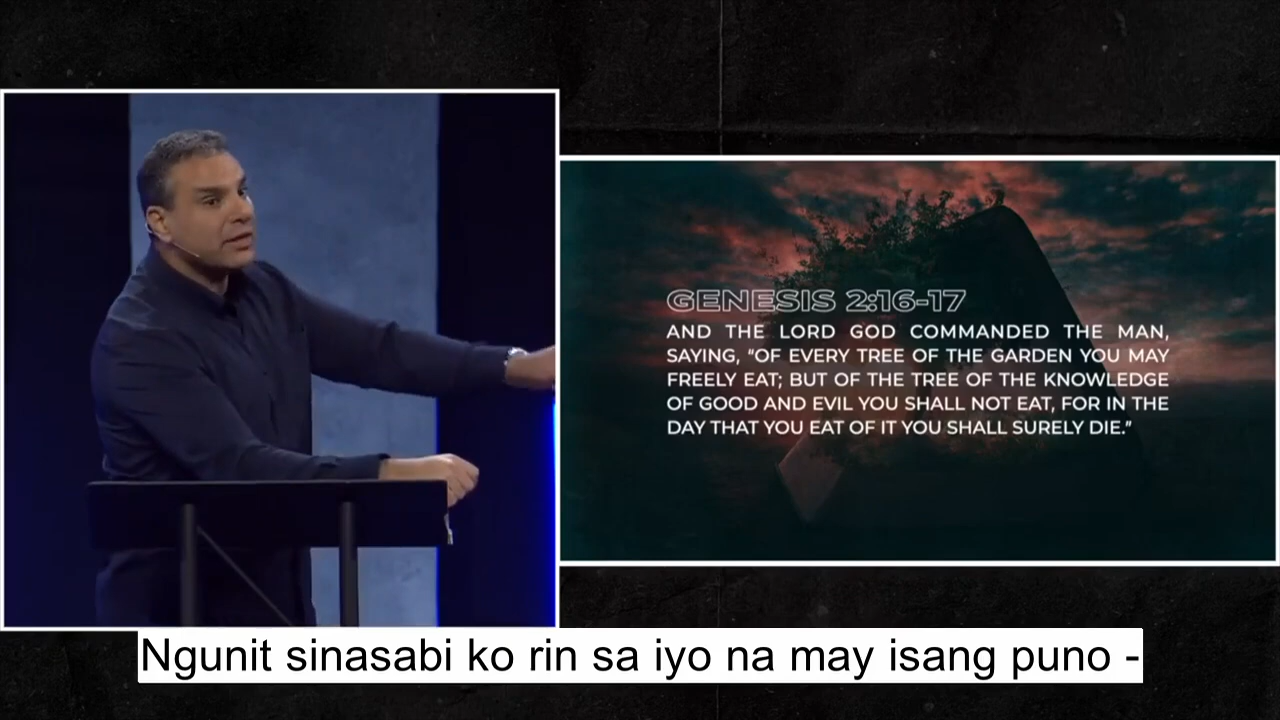 GENESIS 2:16-17
AND THE LORD GOD COMMANDED THE MAN,
SAYING, "OF EVERY TREE OF THE GARDEN YOU MAY
FREELY EAT; BUT OF THE TREE OF THE KNOWLEDGE
OF GOOD AND EVIL YOU SHALL NOT EAT, FOR IN THE
DAY THAT YOU EAT OF IT YOU SHALL SURELY DIE."
Ngunit sinasabi ko rin sa iyo na may isang puno -